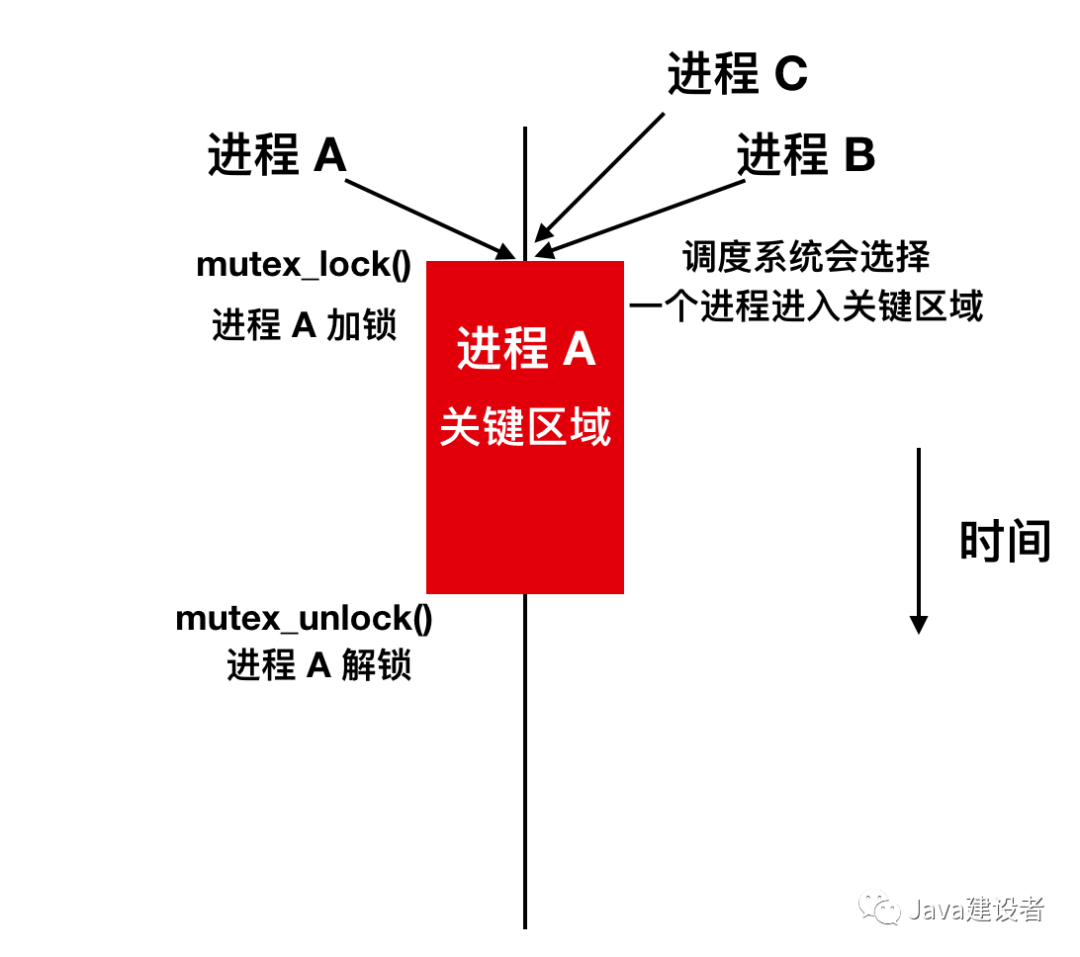 进程 C
进程 A
进程 B
mutex_lock()
进程 A 加锁
调度系统会选择
一个进程进入关键区域
进程 A
关键区域
时间
mutex_unlock()
进程 A 解锁
Java建设者